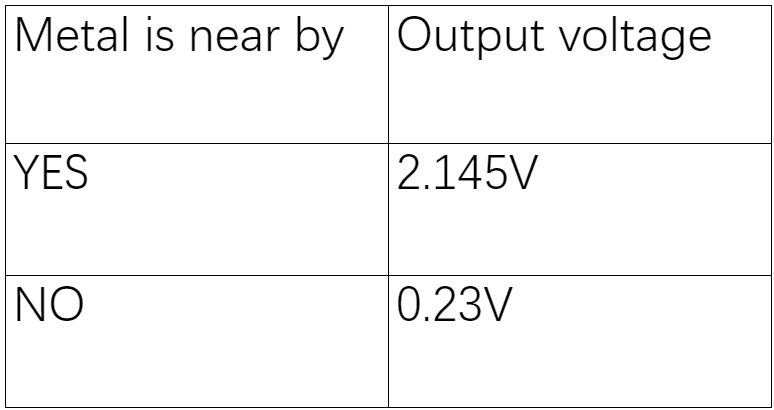 Metal is near by
Output voltage
YES
2.145V
NO
0.23V